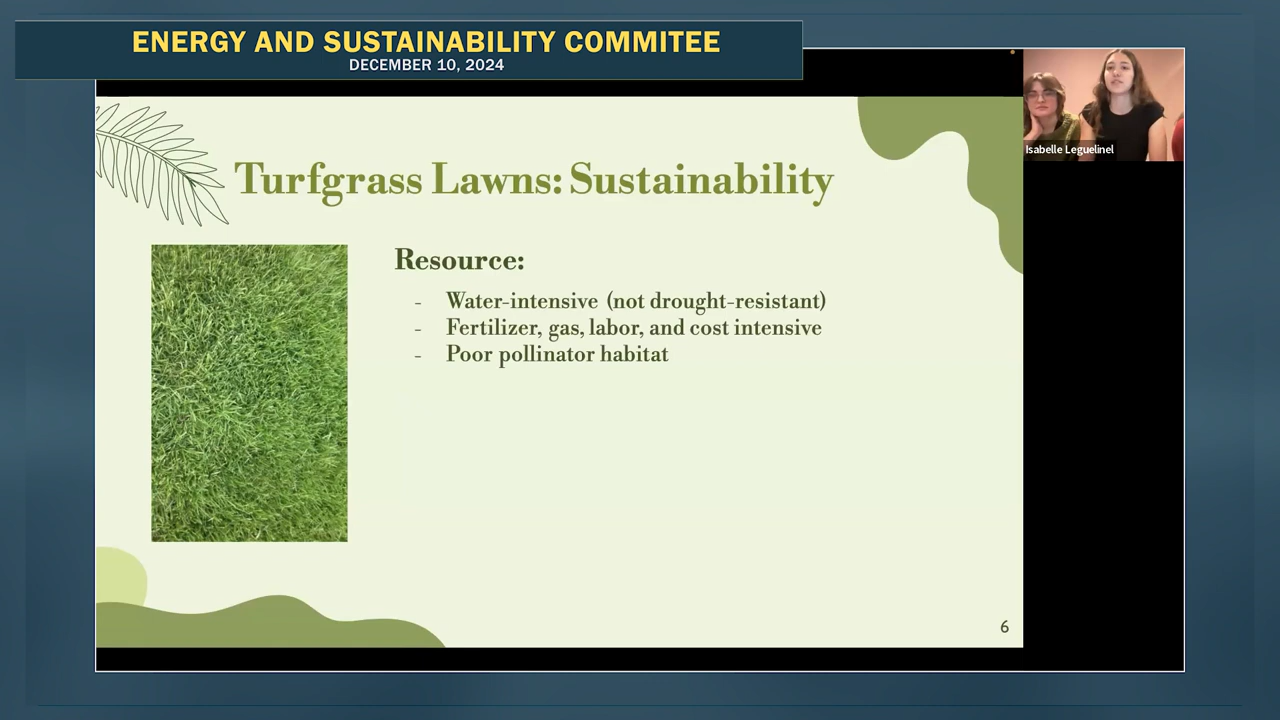 ENERGY AND SUSTAINABILITY COMMITEE
DECEMBER 10, 2024
Isabelle Leguelinel
Turfgrass Lawns: Sustainability
Resource:
- Water-intensive (not drought-resistant)
- Fertilizer, gas, labor, and cost intensive
- Poor pollinator habitat
6